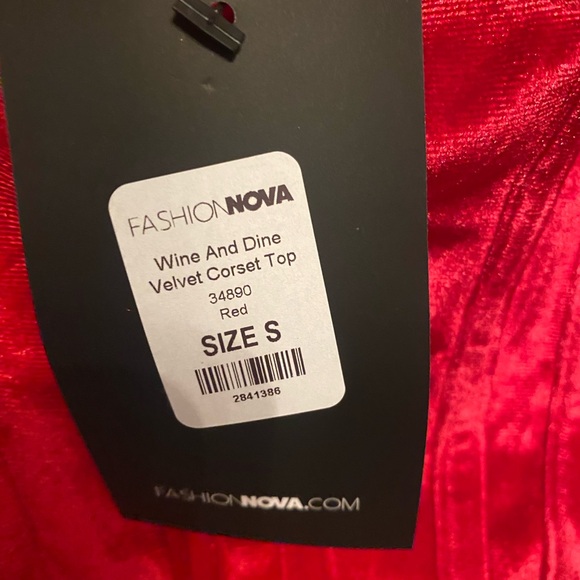 FASHIONNOVA
Wine And Dine
Velvet Corset Top
34890
Red
SIZE S
2841386
FASHIONNOVA.COM